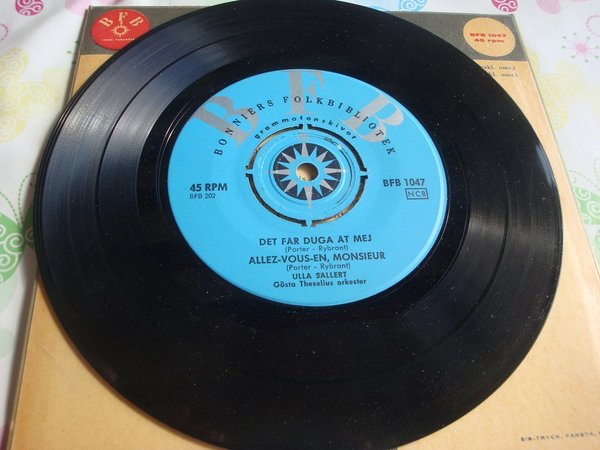 BFB
BFB 1047
45 rpm
BFB
BONNIERS FOLKBIBLIOTEK
grammofonskivor
45 RPM
BFB 202
BFB 1047
NCB
DET FÅR DUGA ÅT MEJ
(Porter - Rybrant)
ALLEZ-VOUS-EN, MONSIEUR
(Porter - Rybrant)
ULLA SALLERT
Gösta Theselius orkester